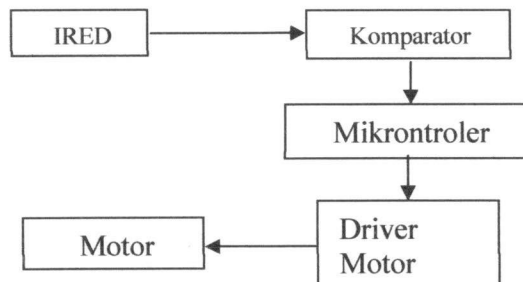 IRED
Komparator
Mikrontroler
Driver
Motor
Motor